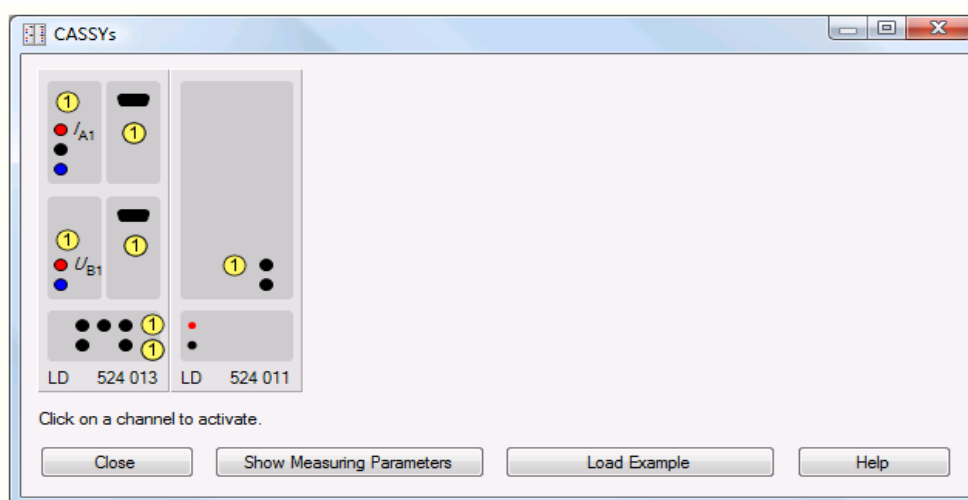 CASSYs
1
I A1
1
1
U B1
1
1
1
1
LD 524 013 LD 524 011
Click on a channel to activate.
Close Show Measuring Parameters Load Example Help